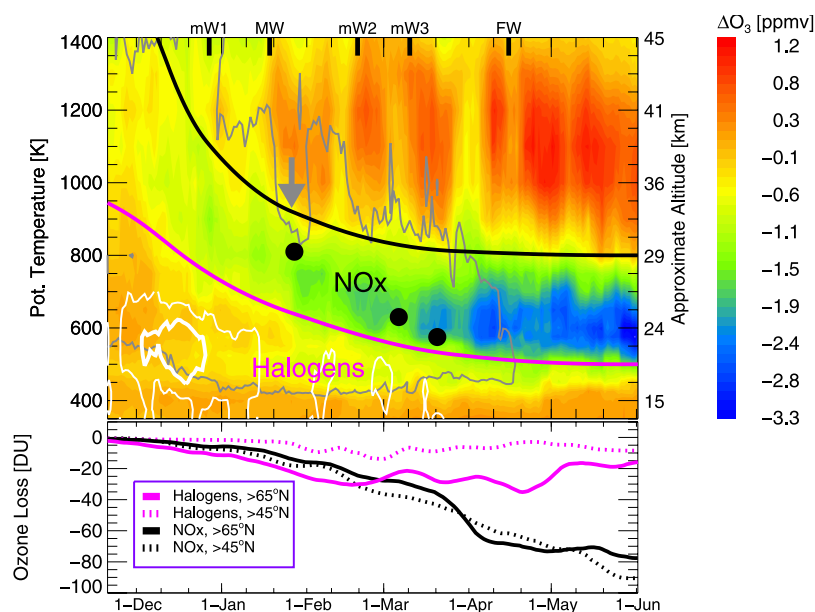 mW1 MW mW2 mW3 FW
ΔO3 [ppmv]
1400
1200
1000
800
600
400
Pot. Temperature [K]
45
41
38
34
29
24
15
Approximate Altitude [km]
1.2
0.8
0.3
−0.1
−0.6
−1.0
−1.5
−1.9
−2.4
−2.8
−3.3
NOx
Halogens
0
−20
−40
−60
−80
−100
Ozone Loss [DU]
Halogens, >65°N
Halogens, >45°N
NOx, >65°N
NOx, >45°N
1−Dec 1−Jan 1−Feb 1−Mar 1−Apr 1−May 1−Jun